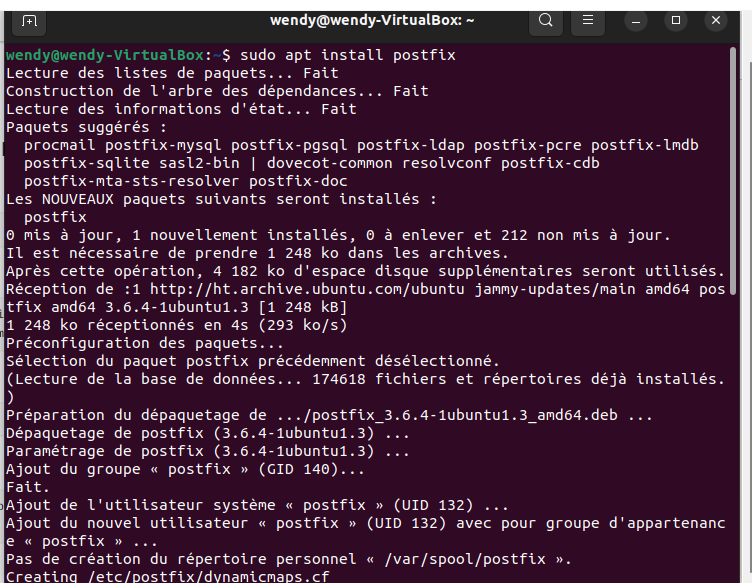 wendy@wendy-VirtualBox: ~
wendy@wendy-VirtualBox:~$ sudo apt install postfix
Lecture des listes de paquets... Fait
Construction de l'arbre des dépendances... Fait
Lecture des informations d'état... Fait
Paquets suggérés :
  procmail postfix-mysql postfix-pgsql postfix-ldap postfix-pcre postfix-lmdb
  postfix-sqlite sasl2-bin | dovecot-common resolvconf postfix-cdb
  postfix-mta-sts-resolver postfix-doc
Les NOUVEAUX paquets suivants seront installés :
  postfix
0 mis à jour, 1 nouvellement installés, 0 à enlever et 212 non mis à jour.
Il est nécessaire de prendre 1 248 ko dans les archives.
Après cette opération, 4 182 ko d'espace disque supplémentaires seront utilisés.
Réception de :1 http://ht.archive.ubuntu.com/ubuntu jammy-updates/main amd64 pos
tfix amd64 3.6.4-1ubuntu1.3 [1 248 kB]
1 248 ko réceptionnés en 4s (293 ko/s)
Préconfiguration des paquets...
Sélection du paquet postfix précédemment désélectionné.
(Lecture de la base de données... 174618 fichiers et répertoires déjà installés.
)
Préparation du dépaquetage de .../postfix_3.6.4-1ubuntu1.3_amd64.deb ...
Dépaquetage de postfix (3.6.4-1ubuntu1.3) ...
Paramétrage de postfix (3.6.4-1ubuntu1.3) ...
Ajout du groupe « postfix » (GID 140)...
Fait.
Ajout de l'utilisateur système « postfix » (UID 132) ...
Ajout du nouvel utilisateur « postfix » (UID 132) avec pour groupe d'appartenanc
e « postfix » ...
Pas de création du répertoire personnel « /var/spool/postfix ».
Creating /etc/postfix/dynamicmaps.cf